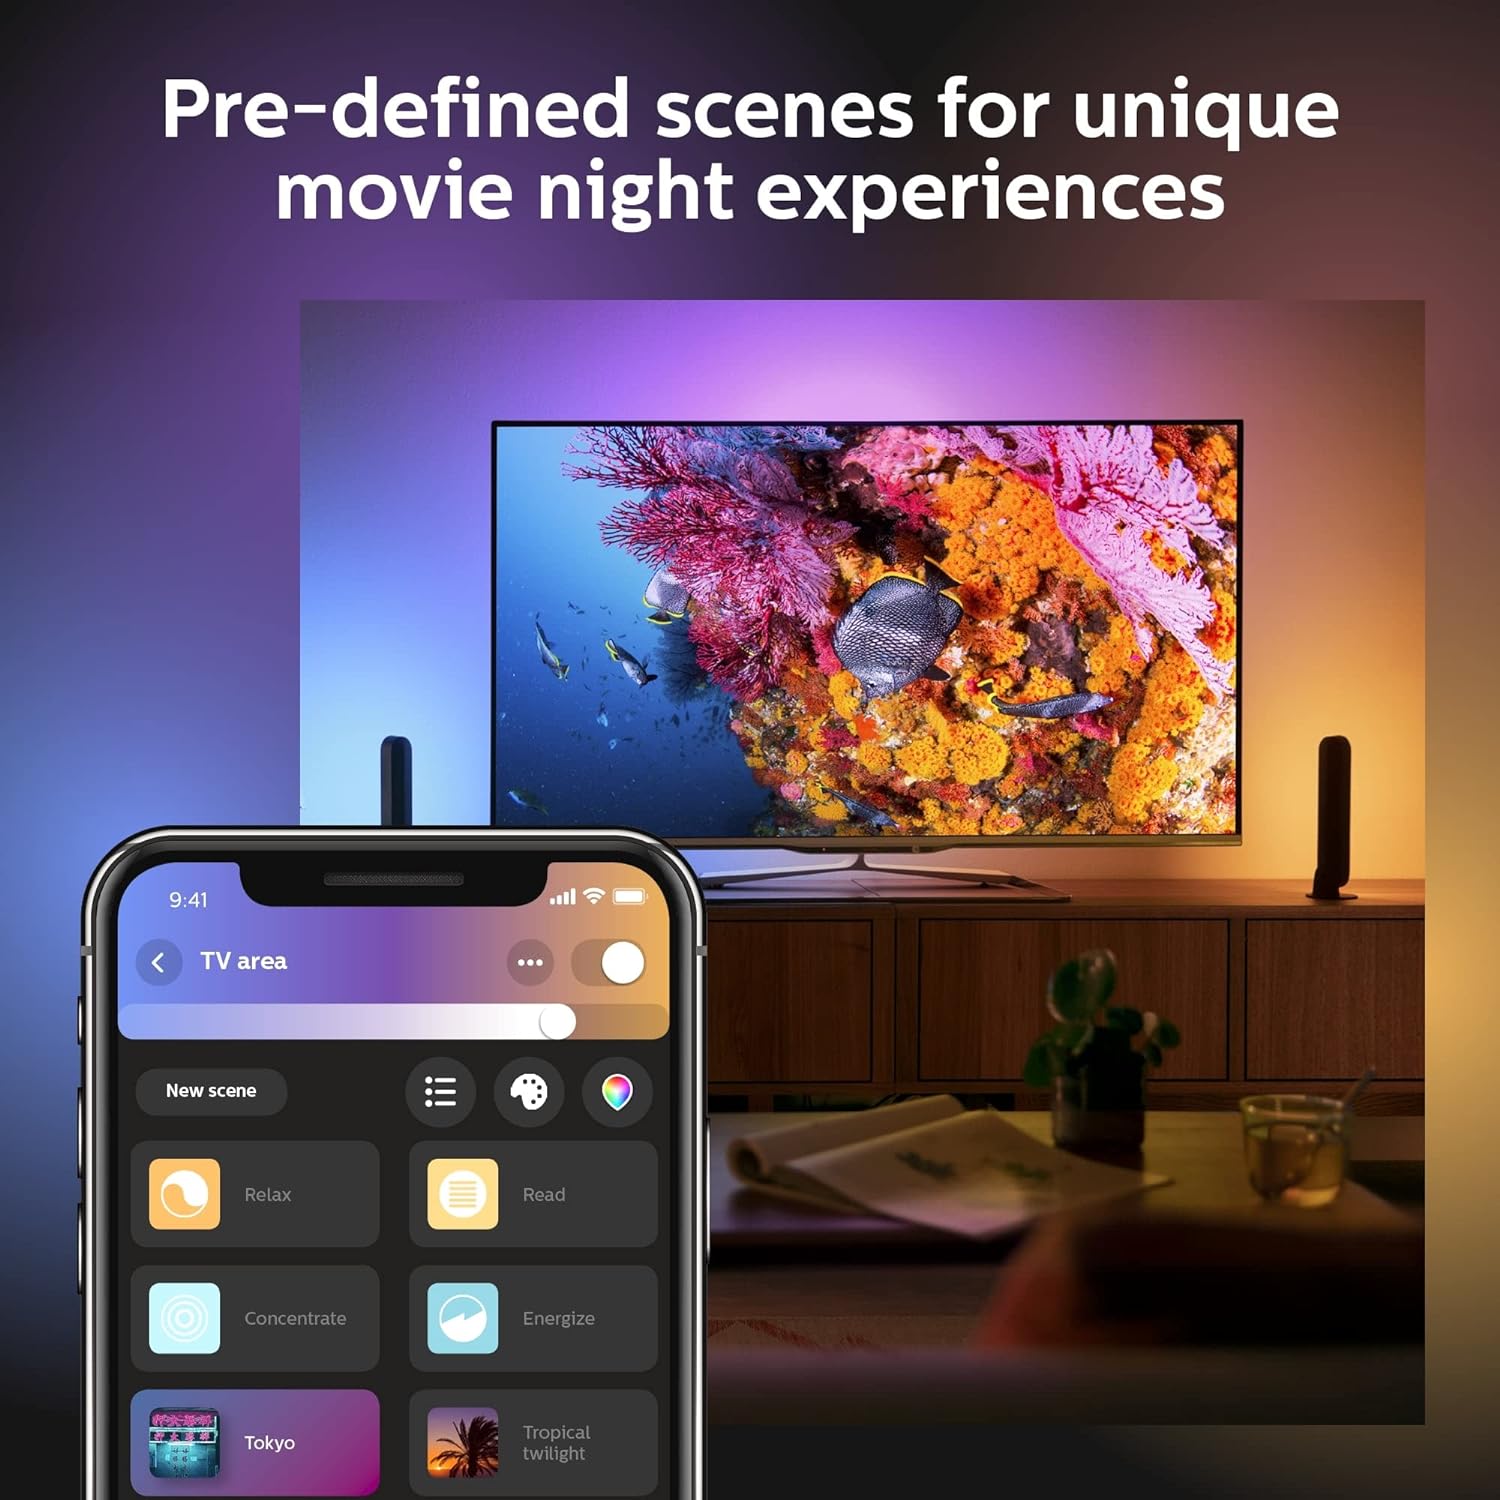 Pre-defined scenes for unique
movie night experiences
9:41
TV area
New scene
Relax
Read
Concentrate
Energize
Tokyo
Tropical
twilight